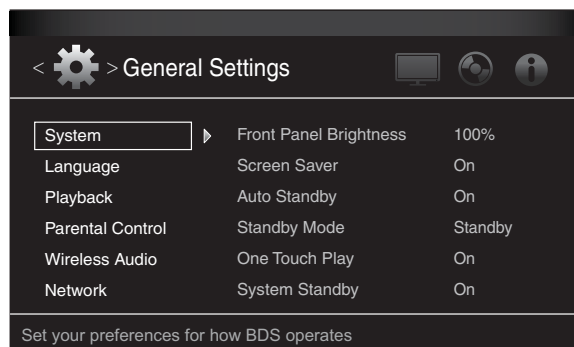 < > General Settings
System Front Panel Brightness 100%
Language Screen Saver On
Playback Auto Standby On
Parental Control Standby Mode Standby
Wireless Audio One Touch Play On
Network System Standby On
Set your preferences for how BDS operates